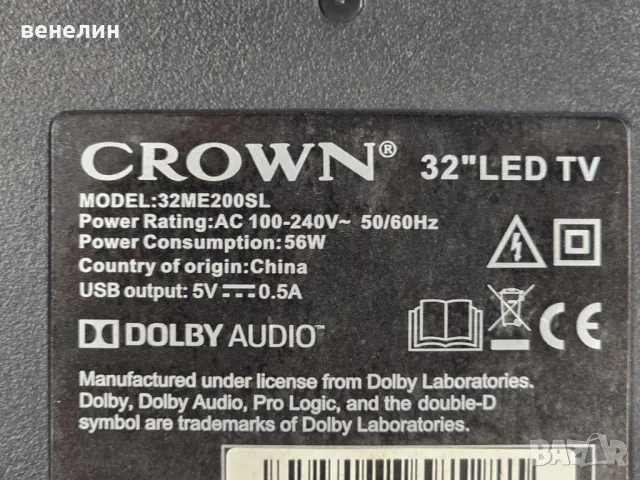 венелин
CROWN® 32"LED TV
MODEL:32ME200SL
Power Rating:AC 100-240V~ 50/60Hz
Power Consumption:56W
Country of origin:China
USB output: 5V⎓0.5A
DOLBY AUDIO™
CE
Manufactured under license from Dolby Laboratories.
Dolby, Dolby Audio, Pro Logic, and the double-D
symbol are trademarks of Dolby Laboratories.
BAZAR